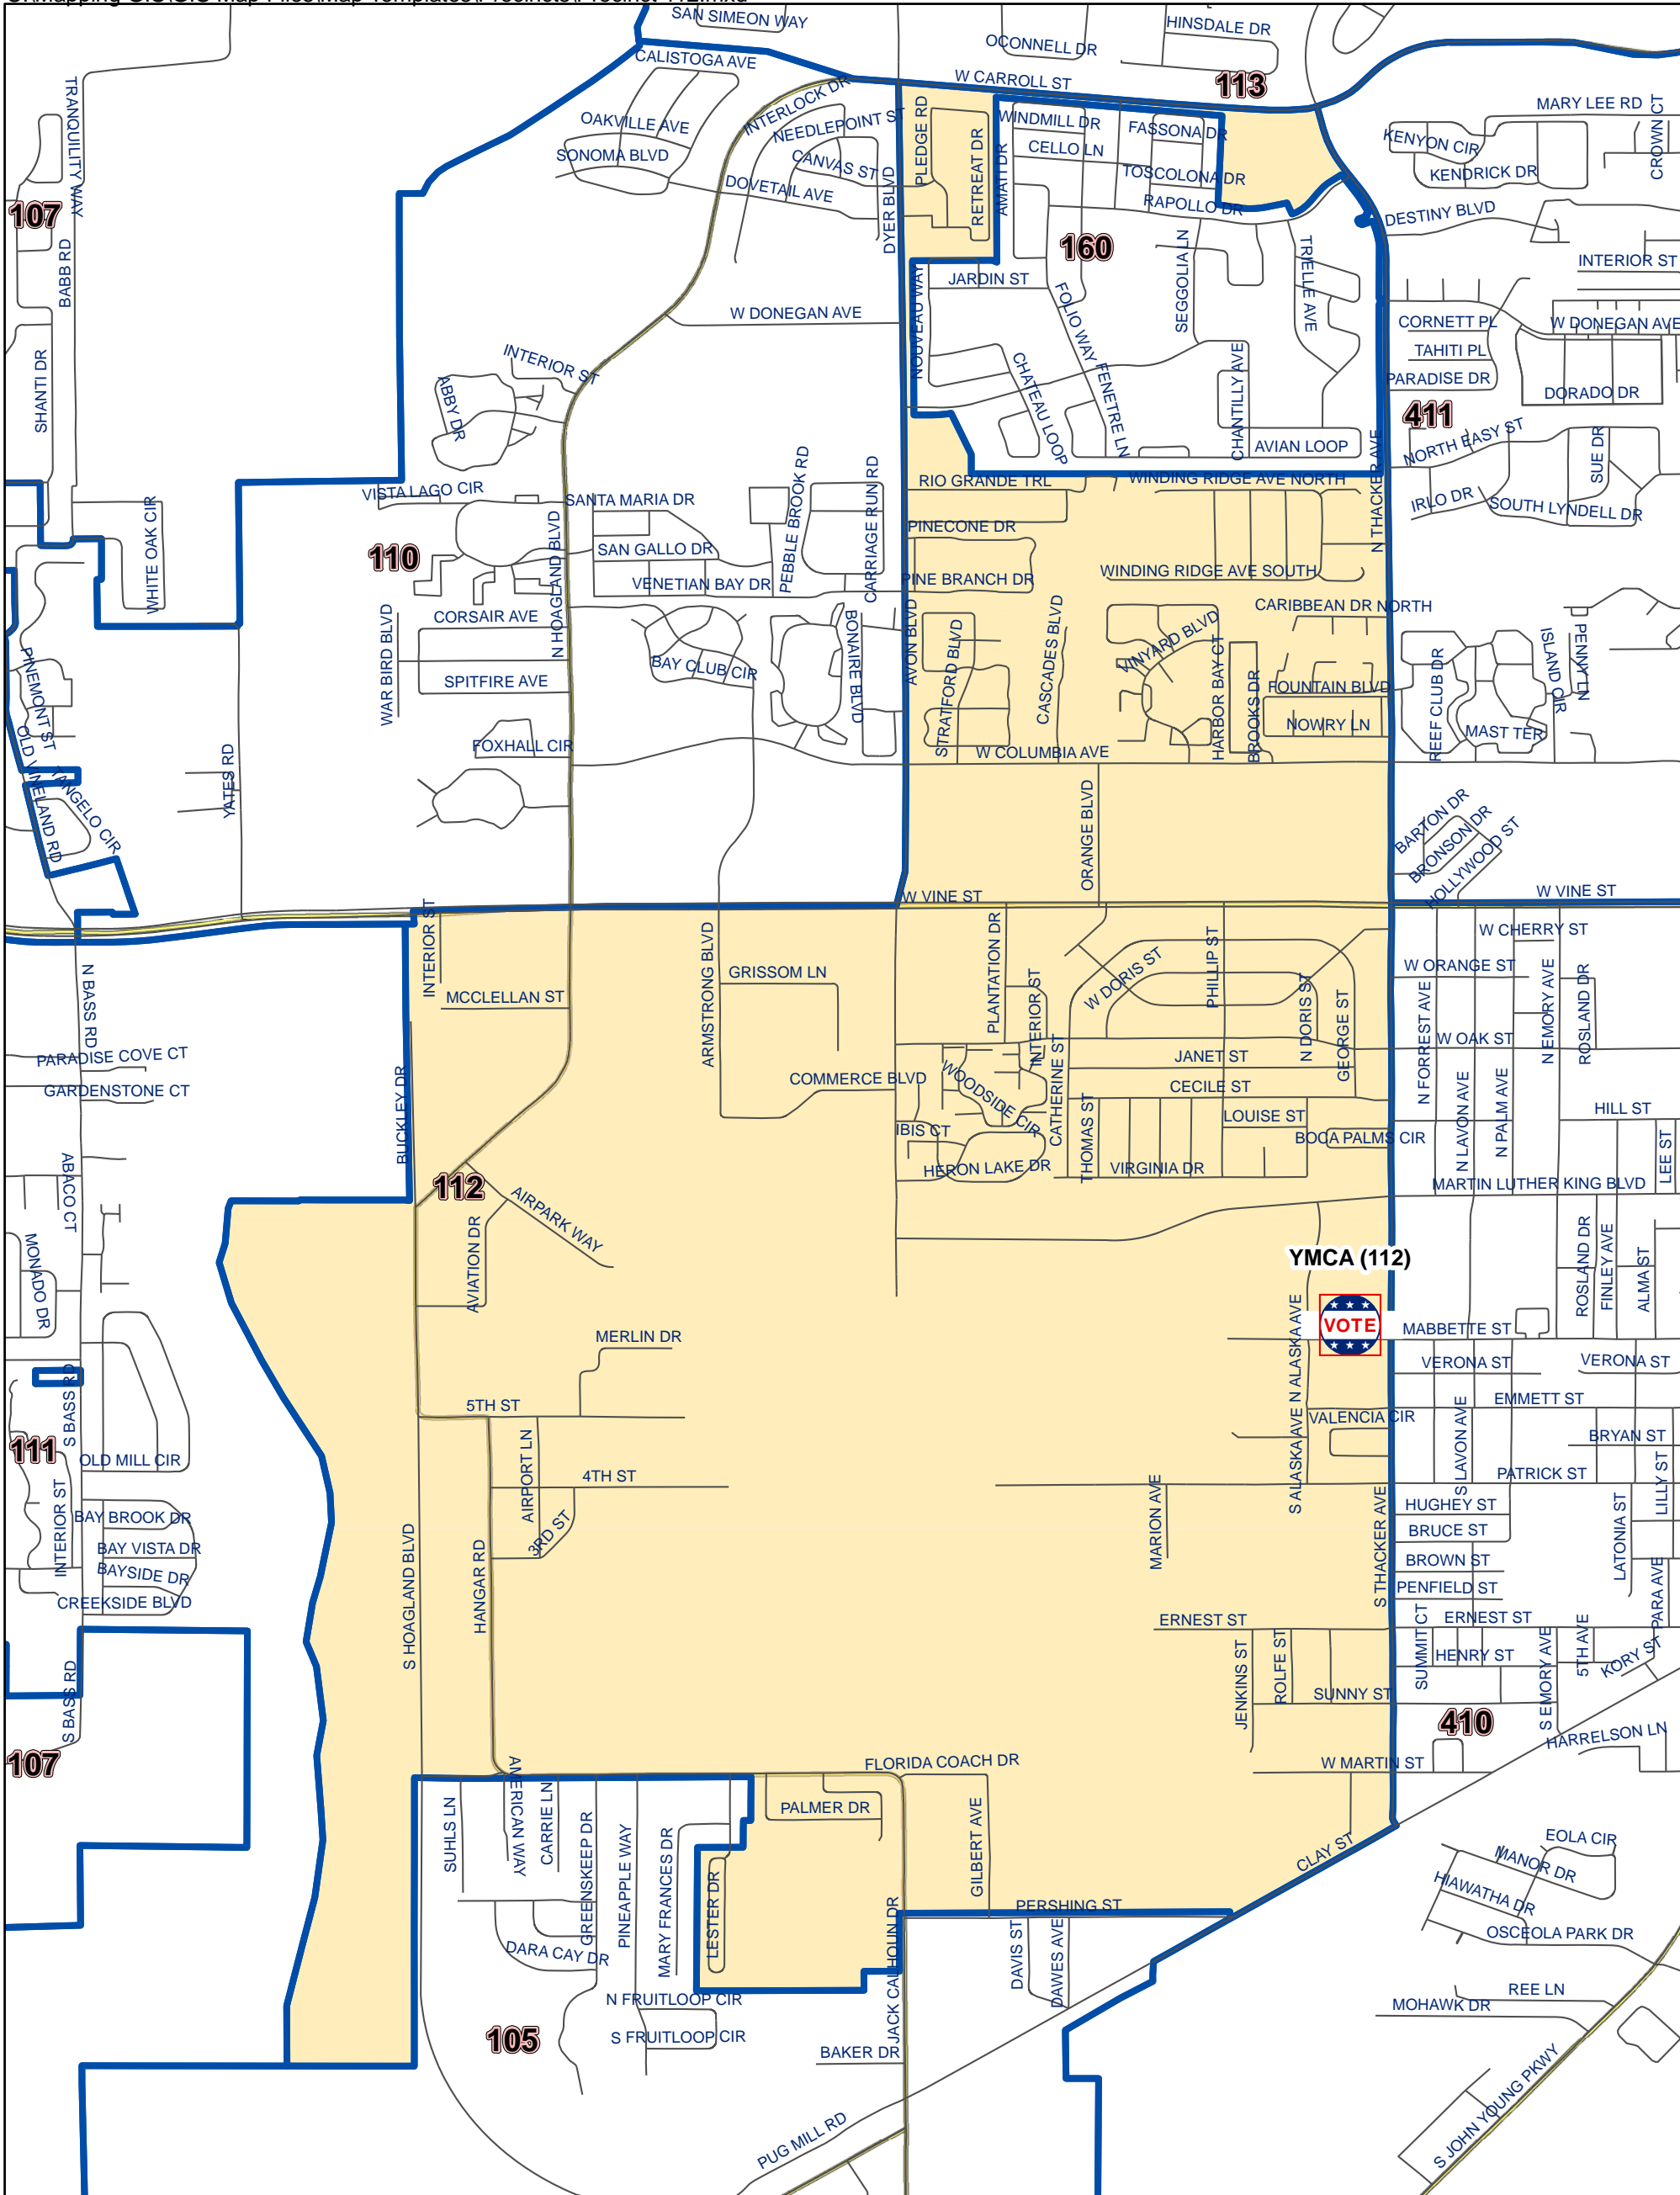 SAN SIMEON WAY
HINSDALE DR
OCONNELL DR
CALISTOGA AVE
W CARROLL ST
113
TRANQUILITY WAY
INTERLOCK DR
MARY LEE RD
CROWN CT
OAKVILLE AVE
NEEDLEPOINT ST
PLEDGE RD
WINDMILL DR
FASSONA DR
KENYON CIR
SONOMA BLVD
CANVAS ST
RETREAT DR
AMATI DR
CELLO LN
TOSCOLONA DR
KENDRICK DR
DOVETAIL AVE
DYER BLVD
RAPOLLO DR
DESTINY BLVD
107
BABB RD
160
SEGGOLIA LN
TRIELLE AVE
INTERIOR ST
JARDIN ST
NOUVEAU WAY
FOLIO WAY
W DONEGAN AVE
CORNETT PL
W DONEGAN AVE
SHANTI DR
INTERIOR ST
CHATEAU LOOP
FENETRE LN
CHANTILLY AVE
TAHITI PL
PARADISE DR
DORADO DR
ABBY DR
411
AVIAN LOOP
NORTH EASY ST
SUE DR
N THACKER AVE
VISTA LAGO CIR
SANTA MARIA DR
PEBBLE BROOK RD
CARRIAGE RUN RD
RIO GRANDE TRL
WINDING RIDGE AVE NORTH
IRLO DR
SOUTH LYNDELL DR
WHITE OAK CIR
110
N HOAGLAND BLVD
SAN GALLO DR
PINECONE DR
VENETIAN BAY DR
PINE BRANCH DR
WINDING RIDGE AVE SOUTH
CORSAIR AVE
WAR BIRD BLVD
BONAIRE BLVD
AVON BLVD
STRATFORD BLVD
CASCADES BLVD
VINYARD BLVD
CARIBBEAN DR NORTH
PINEMONT ST
BAY CLUB CIR
HARBOR BAY CT
BROOKS DR
REEF CLUB DR
ISLAND CIR
PENNY LN
SPITFIRE AVE
FOUNTAIN BLVD
NOWRY LN
MAST TER
FOXHALL CIR
W COLUMBIA AVE
OLD VINELAND RD
TANGELO CIR
YATES RD
ORANGE BLVD
BARTON DR
BRONSON DR
HOLLYWOOD ST
W VINE ST
W VINE ST
INTERIOR ST
ARMSTRONG BLVD
PLANTATION DR
PHILLIP ST
W CHERRY ST
N BASS RD
GRISSOM LN
W DORIS ST
N DORIS ST
GEORGE ST
W ORANGE ST
N FORREST AVE
N EMORY AVE
ROSLAND DR
MCCLELLAN ST
INTERIOR ST
W OAK ST
PARADISE COVE CT
GARDENSTONE CT
BUCKLEY DR
JANET ST
COMMERCE BLVD
WOODSIDE CIR
CATHERINE ST
CECILE ST
THOMAS ST
LOUISE ST
N LAVON AVE
N PALM AVE
HILL ST
IBIS CT
BOCA PALMS CIR
LEE ST
ABACO CT
112
HERON LAKE DR
VIRGINIA DR
MARTIN LUTHER KING BLVD
AIRPARK WAY
AVIATION DR
MONADO DR
YMCA (112)
ROSLAND DR
FINLEY AVE
ALMA ST
VOTE
MERLIN DR
N ALASKA AVE
MABBETTE ST
VERONA ST
VERONA ST
S BASS RD
5TH ST
EMMETT ST
VALENCIA CIR
S LAVON AVE
BRYAN ST
111
OLD MILL CIR
AIRPORT LN
4TH ST
S ALASKA AVE
PATRICK ST
LILLY ST
INTERIOR ST
BAY BROOK DR
3RD ST
MARION AVE
S THACKER AVE
HUGHEY ST
BRUCE ST
LATONIA ST
BAY VISTA DR
BAYSIDE DR
S HOAGLAND BLVD
HANGAR RD
BROWN ST
PENFIELD ST
CREEKSIDE BLVD
PARA AVE
ERNEST ST
ERNEST ST
SUMMIT CT
HENRY ST
S EMORY AVE
5TH AVE
KORY ST
S BASS RD
JENKINS ST
ROLFE ST
SUNNY ST
410
HARRELSON LN
107
FLORIDA COACH DR
W MARTIN ST
SUHLS LN
AMERICAN WAY
CARRIE LN
GREENSKEEP DR
PINEAPPLE WAY
MARY FRANCES DR
PALMER DR
GILBERT AVE
CLAY ST
EOLA CIR
MANOR DR
HIAWATHA DR
LESTER DR
JACK CALHOUN DR
PERSHING ST
OSCEOLA PARK DR
DARA CAY DR
DAVIS ST
DAWES AVE
N FRUITLOOP CIR
REE LN
MOHAWK DR
105
S FRUITLOOP CIR
BAKER DR
PUG MILL RD
S JOHN YOUNG PKWY